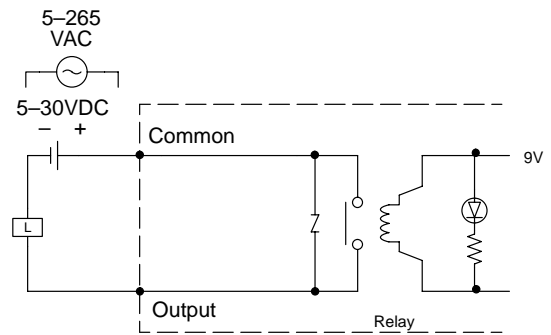 5–265
VAC
5–30VDC
– +
Common
9V
L
Output
Relay